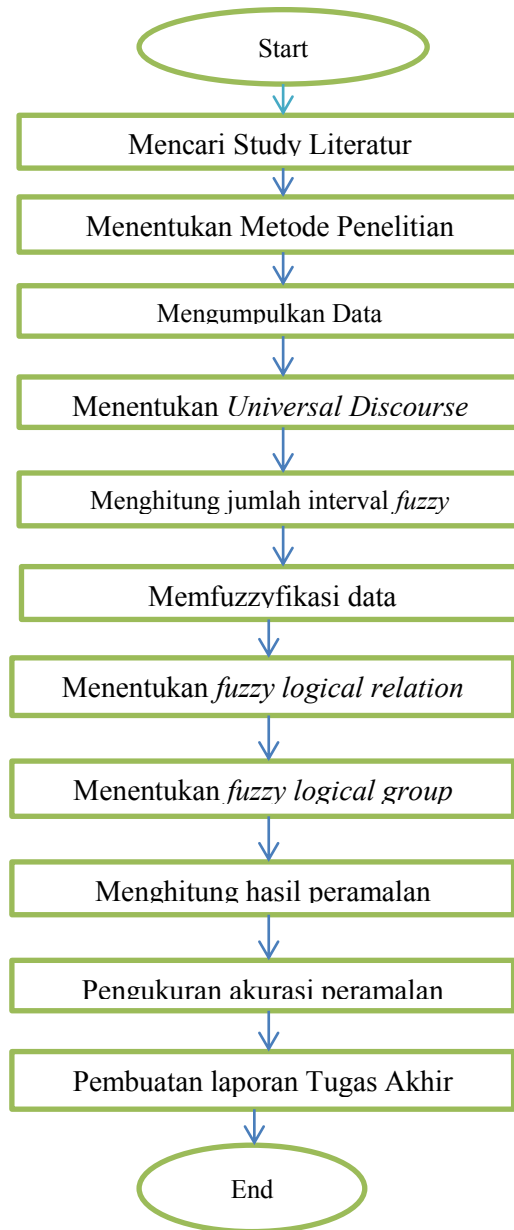 Start
Mencari Study Literatur
Menentukan Metode Penelitian
Mengumpulkan Data
Menentukan Universal Discourse
Menghitung jumlah interval fuzzy
Memfuzzyfikasi data
Menentukan fuzzy logical relation
Menentukan fuzzy logical group
Menghitung hasil peramalan
Pengukuran akurasi peramalan
Pembuatan laporan Tugas Akhir
End